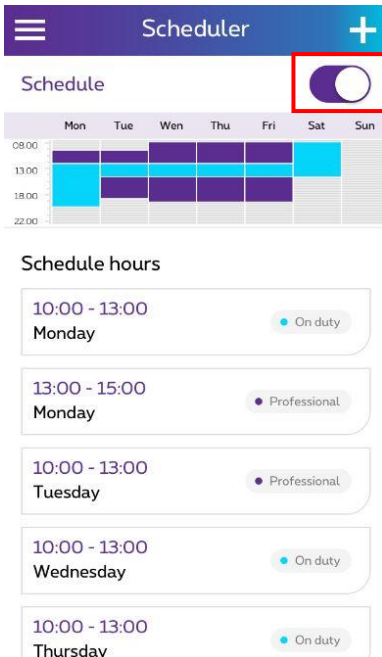 Scheduler
Schedule
Mon Tue Wen Thu Fri Sat Sun
08.00
13.00
18.00
22.00
Schedule hours
10:00 - 13:00
Monday
On duty
13:00 - 15:00
Monday
Professional
10:00 - 13:00
Tuesday
Professional
10:00 - 13:00
Wednesday
On duty
10:00 - 13:00
Thursday
On duty